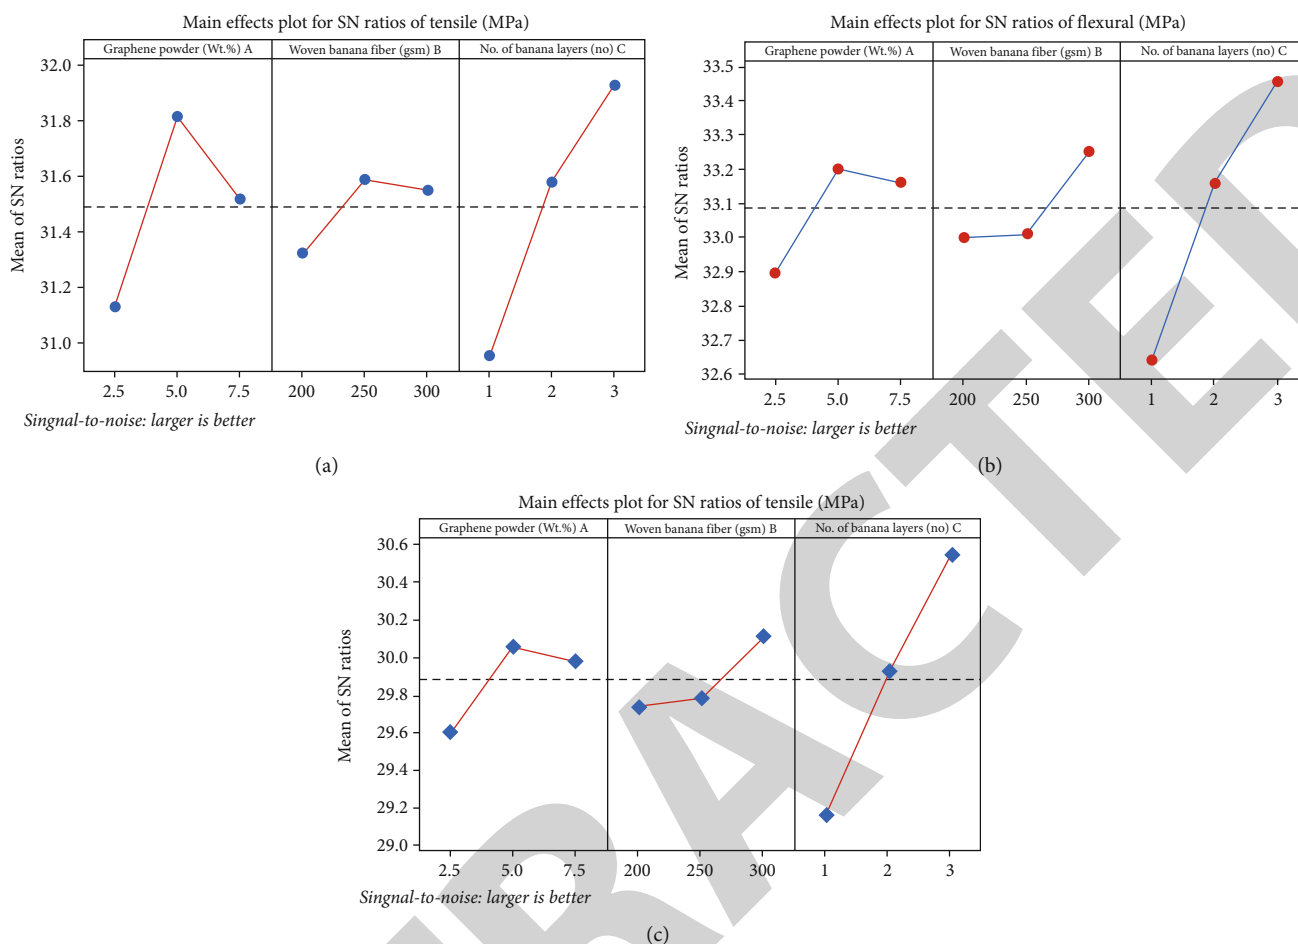 Main effects plot for SN ratios of tensile (MPa)
Graphene powder (Wt.%) A
Woven banana fiber (gsm) B
No. of banana layers (no) C
Mean of SN ratios
32.0
31.8
31.6
31.4
31.2
31.0
2.5 5.0 7.5 200 250 300 1 2 3
Singnal-to-noise: larger is better
(a)
Main effects plot for SN ratios of flexural (MPa)
Graphene powder (Wt.%) A
Woven banana fiber (gsm) B
No. of banana layers (no) C
Mean of SN ratios
33.5
33.4
33.3
33.2
33.1
33.0
32.9
32.8
32.7
32.6
2.5 5.0 7.5 200 250 300 1 2 3
Singnal-to-noise: larger is better
(b)
Main effects plot for SN ratios of tensile (MPa)
Graphene powder (Wt.%) A
Woven banana fiber (gsm) B
No. of banana layers (no) C
Mean of SN ratios
30.6
30.4
30.2
30.0
29.8
29.6
29.4
29.2
29.0
2.5 5.0 7.5 200 250 300 1 2 3
Singnal-to-noise: larger is better
(c)